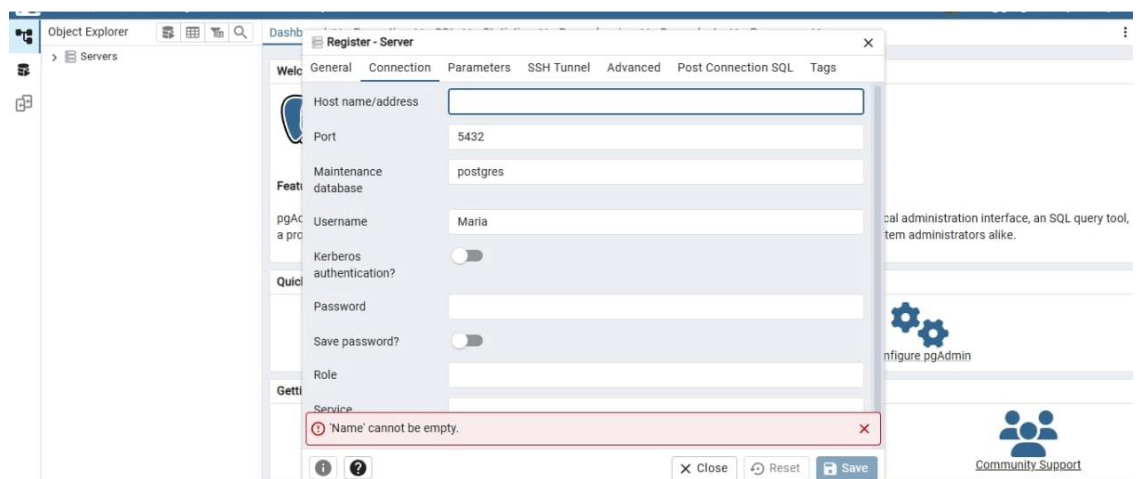 Object Explorer
Servers
Dashb
Welc
Register - Server
General Connection Parameters SSH Tunnel Advanced Post Connection SQL Tags
Host name/address
Port 5432
Maintenance
database
postgres
Username Maria
Kerberos
authentication?
Password
Save password?
Role
Service
'Name' cannot be empty.
Close Reset Save
Featu
pgAd
a pro
cal administration interface, an SQL query tool,
tem administrators alike.
Quicl
nfigure pgAdmin
Getti
Community Support